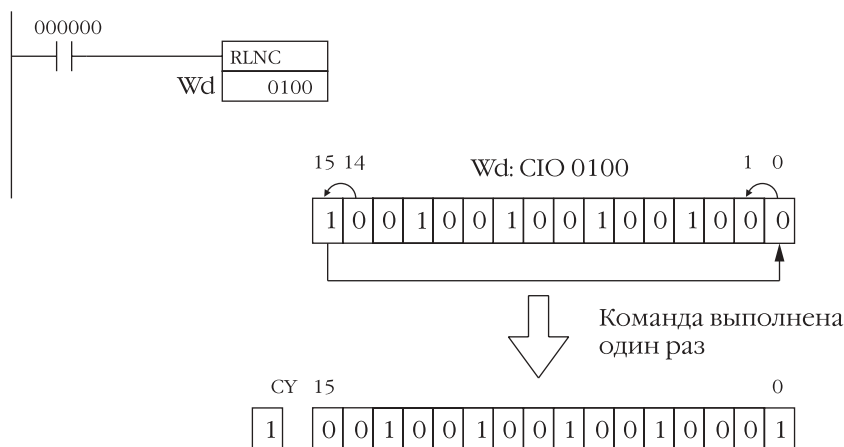 000000
RLNC
Wd 0100
15 14 Wd: CIO 0100 1 0
1 0 0 1 0 0 1 0 0 1 0 0 1 0 0 0
Команда выполнена
один раз
CY 15 0
1 0 0 1 0 0 1 0 0 1 0 0 1 0 0 0 1